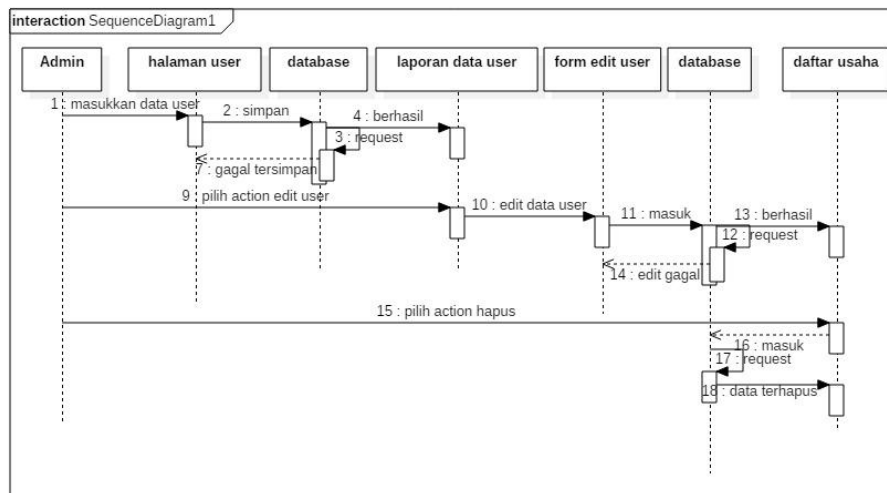 interaction SequenceDiagram1
Admin
halaman user
database
laporan data user
form edit user
database
daftar usaha
1 : masukkan data user
2 : simpan
4 : berhasil
3 : request
7 : gagal tersimpan
9 : pilih action edit user
10 : edit data user
11 : masuk
13 : berhasil
12 : request
14 : edit gagal
15 : pilih action hapus
16 : masuk
17 : request
18 : data terhapus